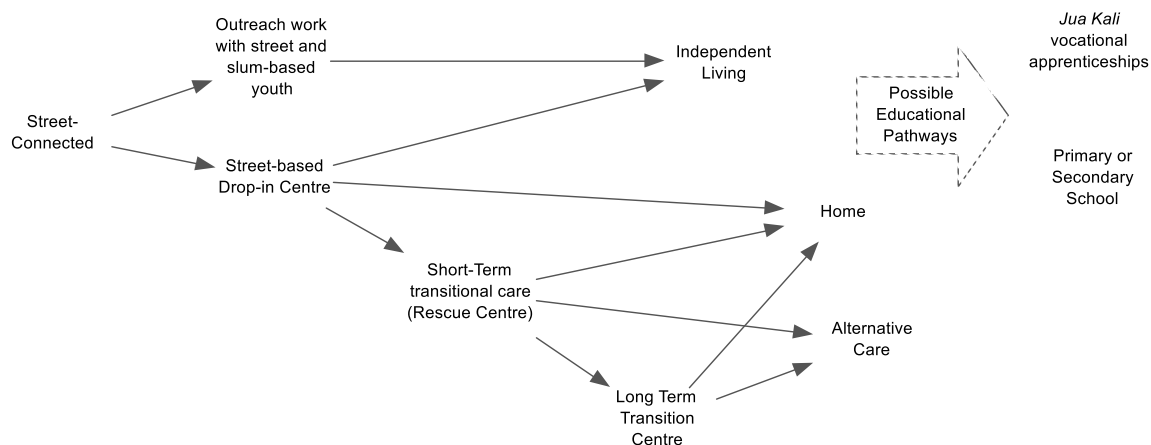 Outreach work
with street and
slum-based
youth
Street-
Connected
Street-based
Drop-in Centre
Short-Term
transitional care
(Rescue Centre)
Long Term
Transition
Centre
Independent
Living
Home
Alternative
Care
Possible
Educational
Pathways
Jua Kali
vocational
apprenticeships
Primary or
Secondary
School